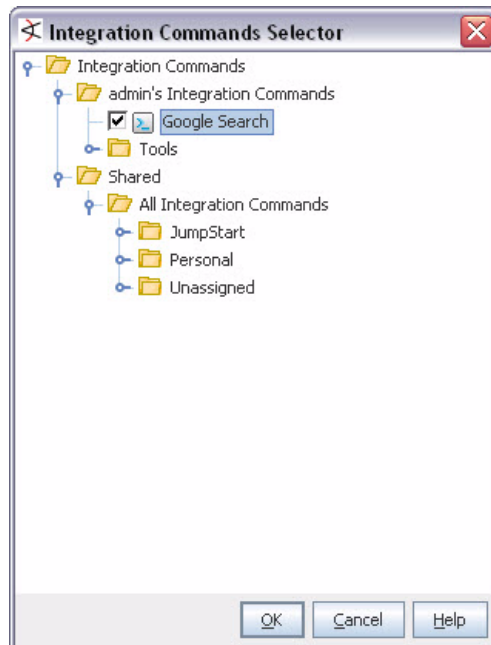 Integration Commands Selector
Integration Commands
admin's Integration Commands
Google Search
Tools
Shared
All Integration Commands
JumpStart
Personal
Unassigned
OK Cancel Help